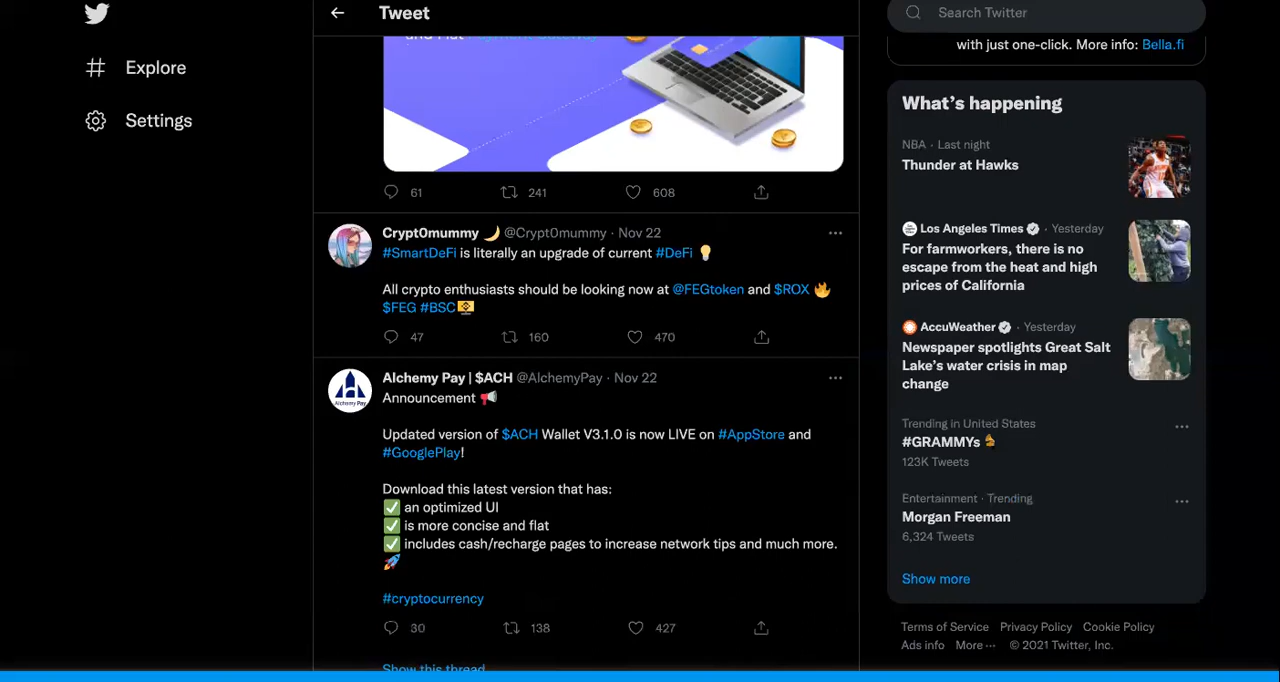 Explore
Settings
Tweet
61 241 608
Crypt0mummy 🌙 @Crypt0mummy · Nov 22
#SmartDeFi is literally an upgrade of current #DeFi 💡
All crypto enthusiasts should be looking now at @FEGtoken and $ROX 🔥
$FEG #BSC
47 160 470
Alchemy Pay | $ACH @AlchemyPay · Nov 22
Announcement 📢
Updated version of $ACH Wallet V3.1.0 is now LIVE on #AppStore and
#GooglePlay!
Download this latest version that has:
✅ an optimized UI
✅ is more concise and flat
✅ includes cash/recharge pages to increase network tips and much more.
🚀
#cryptocurrency
30 138 427
Show this thread
Search Twitter
with just one-click. More info: Bella.fi
What's happening
NBA · Last night
Thunder at Hawks
Los Angeles Times · Yesterday
For farmworkers, there is no
escape from the heat and high
prices of California
AccuWeather · Yesterday
Newspaper spotlights Great Salt
Lake's water crisis in map
change
Trending in United States
#GRAMMYs
123K Tweets
Entertainment · Trending
Morgan Freeman
6,324 Tweets
Show more
Terms of Service Privacy Policy Cookie Policy
Ads info More ··· © 2021 Twitter, Inc.